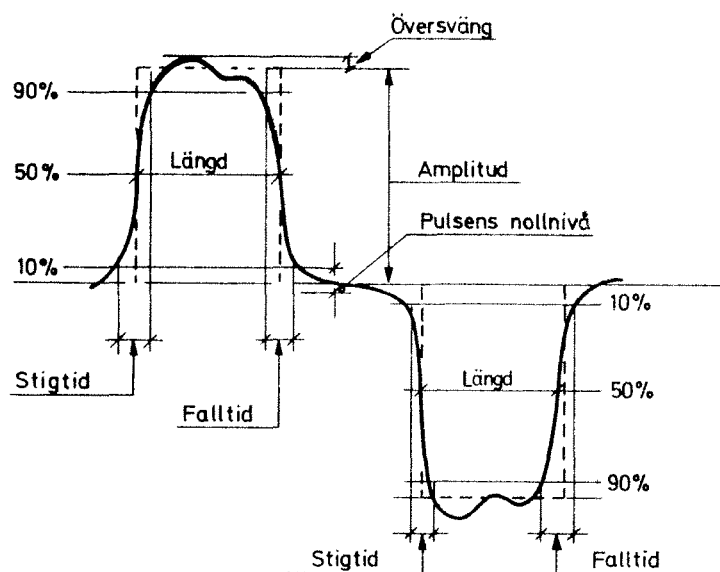 Översväng
90%
50%
Längd
Amplitud
Pulsens nollnivå
10%
10%
Stigtid
Falltid
Längd
50%
90%
Stigtid
Falltid